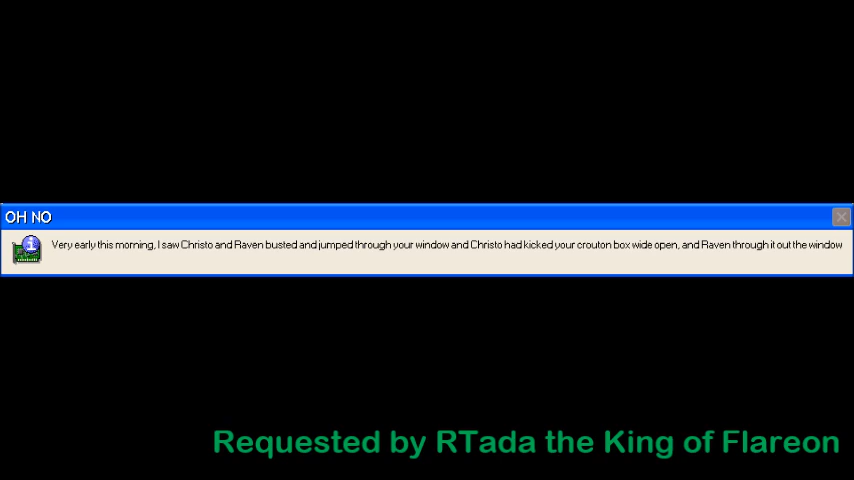 OH NO
Very early this morning, I saw Christo and Raven busted and jumped through your window and Christo had kicked your crouton box wide open, and Raven through it out the window
Requested by RTada the King of Flareon